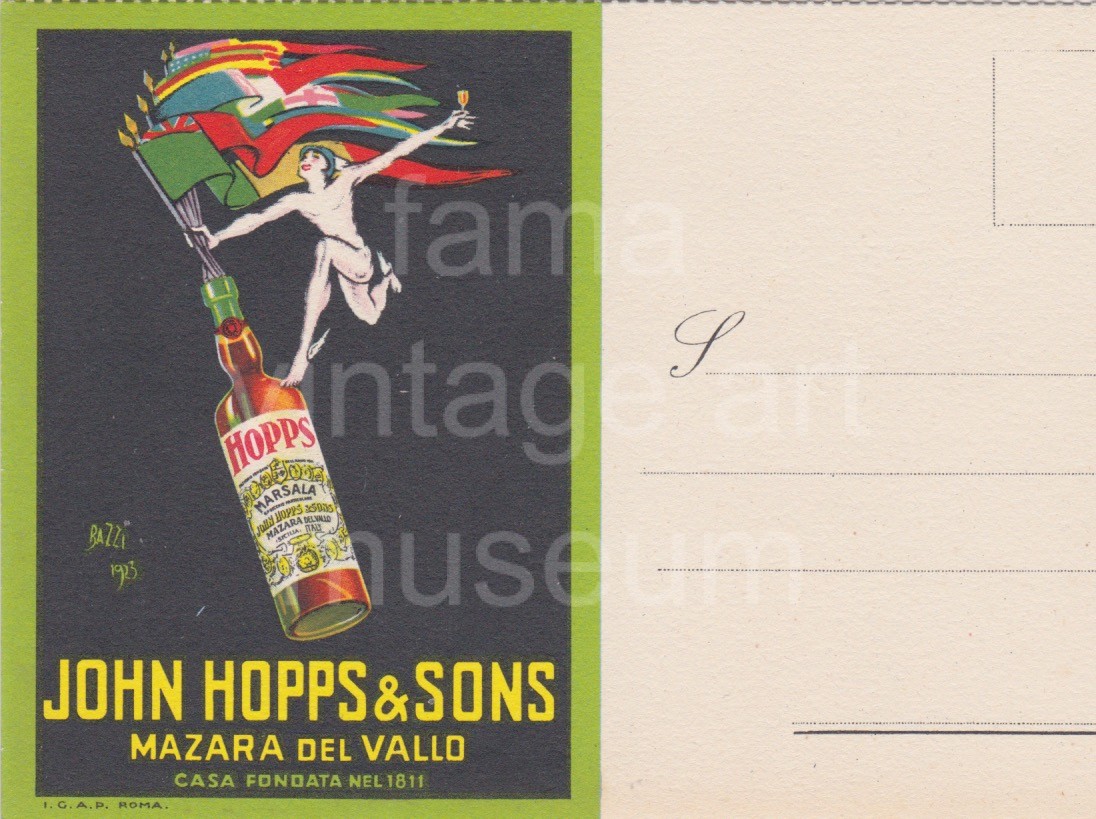 fama
vintage art
museum
HOPPS
MARSALA
JOHN HOPPS & SONS
MAZARA DEL VALLO
SICILIA - ITALY
BAZZI
1923
JOHN HOPPS & SONS
MAZARA DEL VALLO
CASA FONDATA NEL 1811
I.G.A.P. ROMA.
S